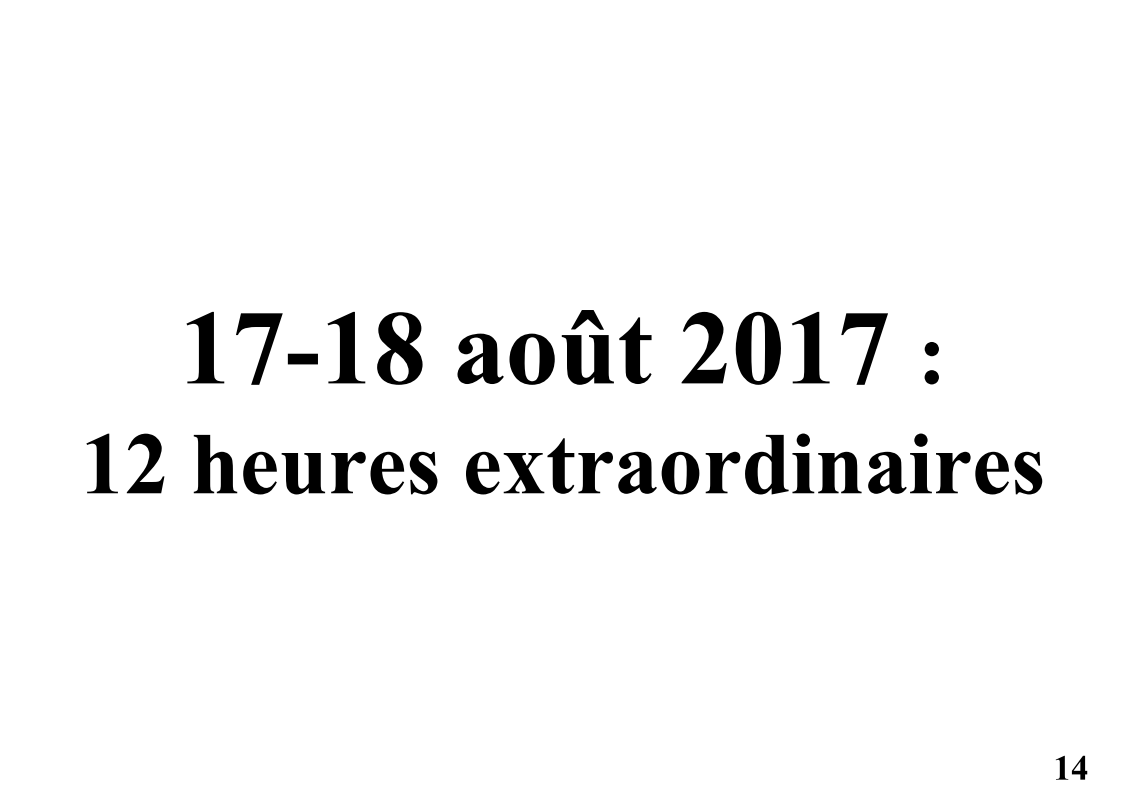 17-18 août 2017 :
12 heures extraordinaires
14